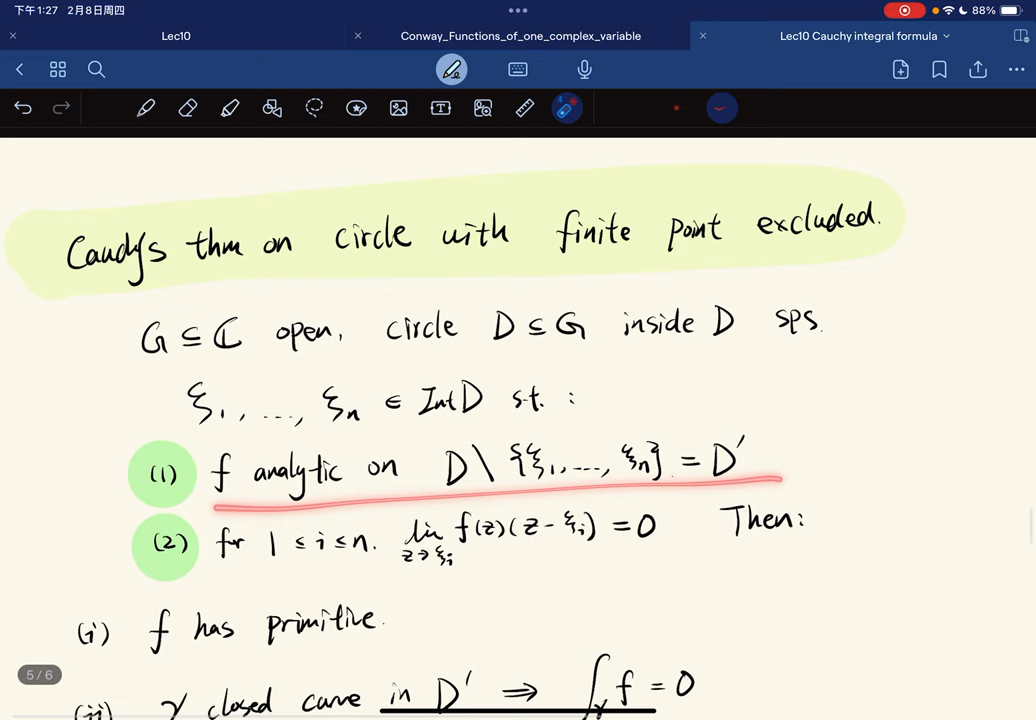 下午1:27 2月8日周四
88%
Lec10
Conway_Functions_of_one_complex_variable
Lec10 Cauchy integral formula
Caudy's thm on circle with finite point excluded.
G ⊆ ℂ open, circle D ⊆ G inside D sps.
ξ₁, ...., ξₙ ∈ Int D st. :
(1) f analytic on D \ {ξ₁, ..., ξₙ} = D'
(2) for 1 ≤ i ≤ n. lim_{z→ξᵢ} f(z)(z - ξᵢ) = 0 Then:
(i) f has primitive.
5 / 6
(ii) γ closed curve in D' ⇒ ∫_γ f = 0